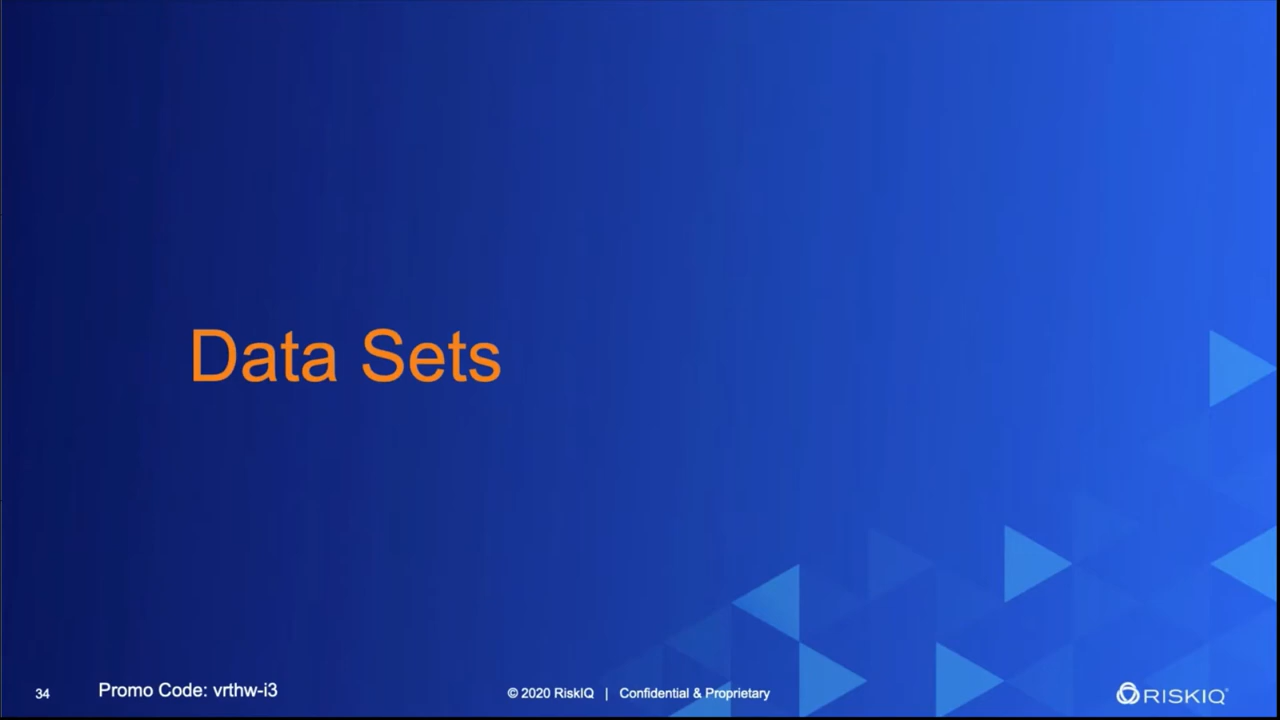 Data Sets
34
Promo Code: vrthw-i3
© 2020 RiskIQ | Confidential & Proprietary
RISKIQ